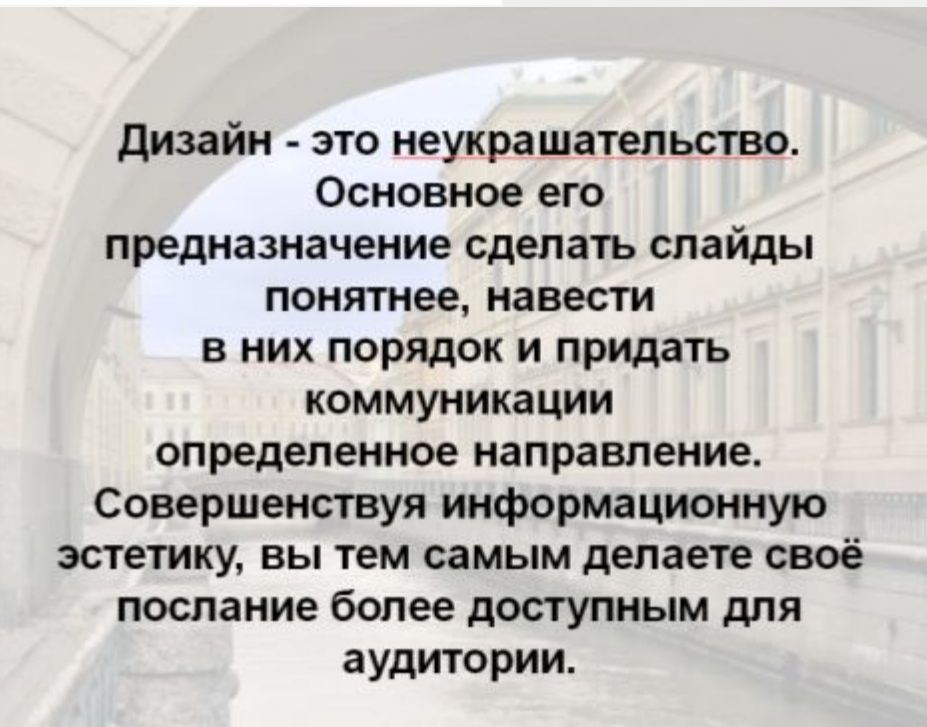 Дизайн - это неукрашательство.
Основное его
предназначение сделать слайды
понятнее, навести
в них порядок и придать
коммуникации
определенное направление.
Совершенствуя информационную
эстетику, вы тем самым делаете своё
послание более доступным для
аудитории.